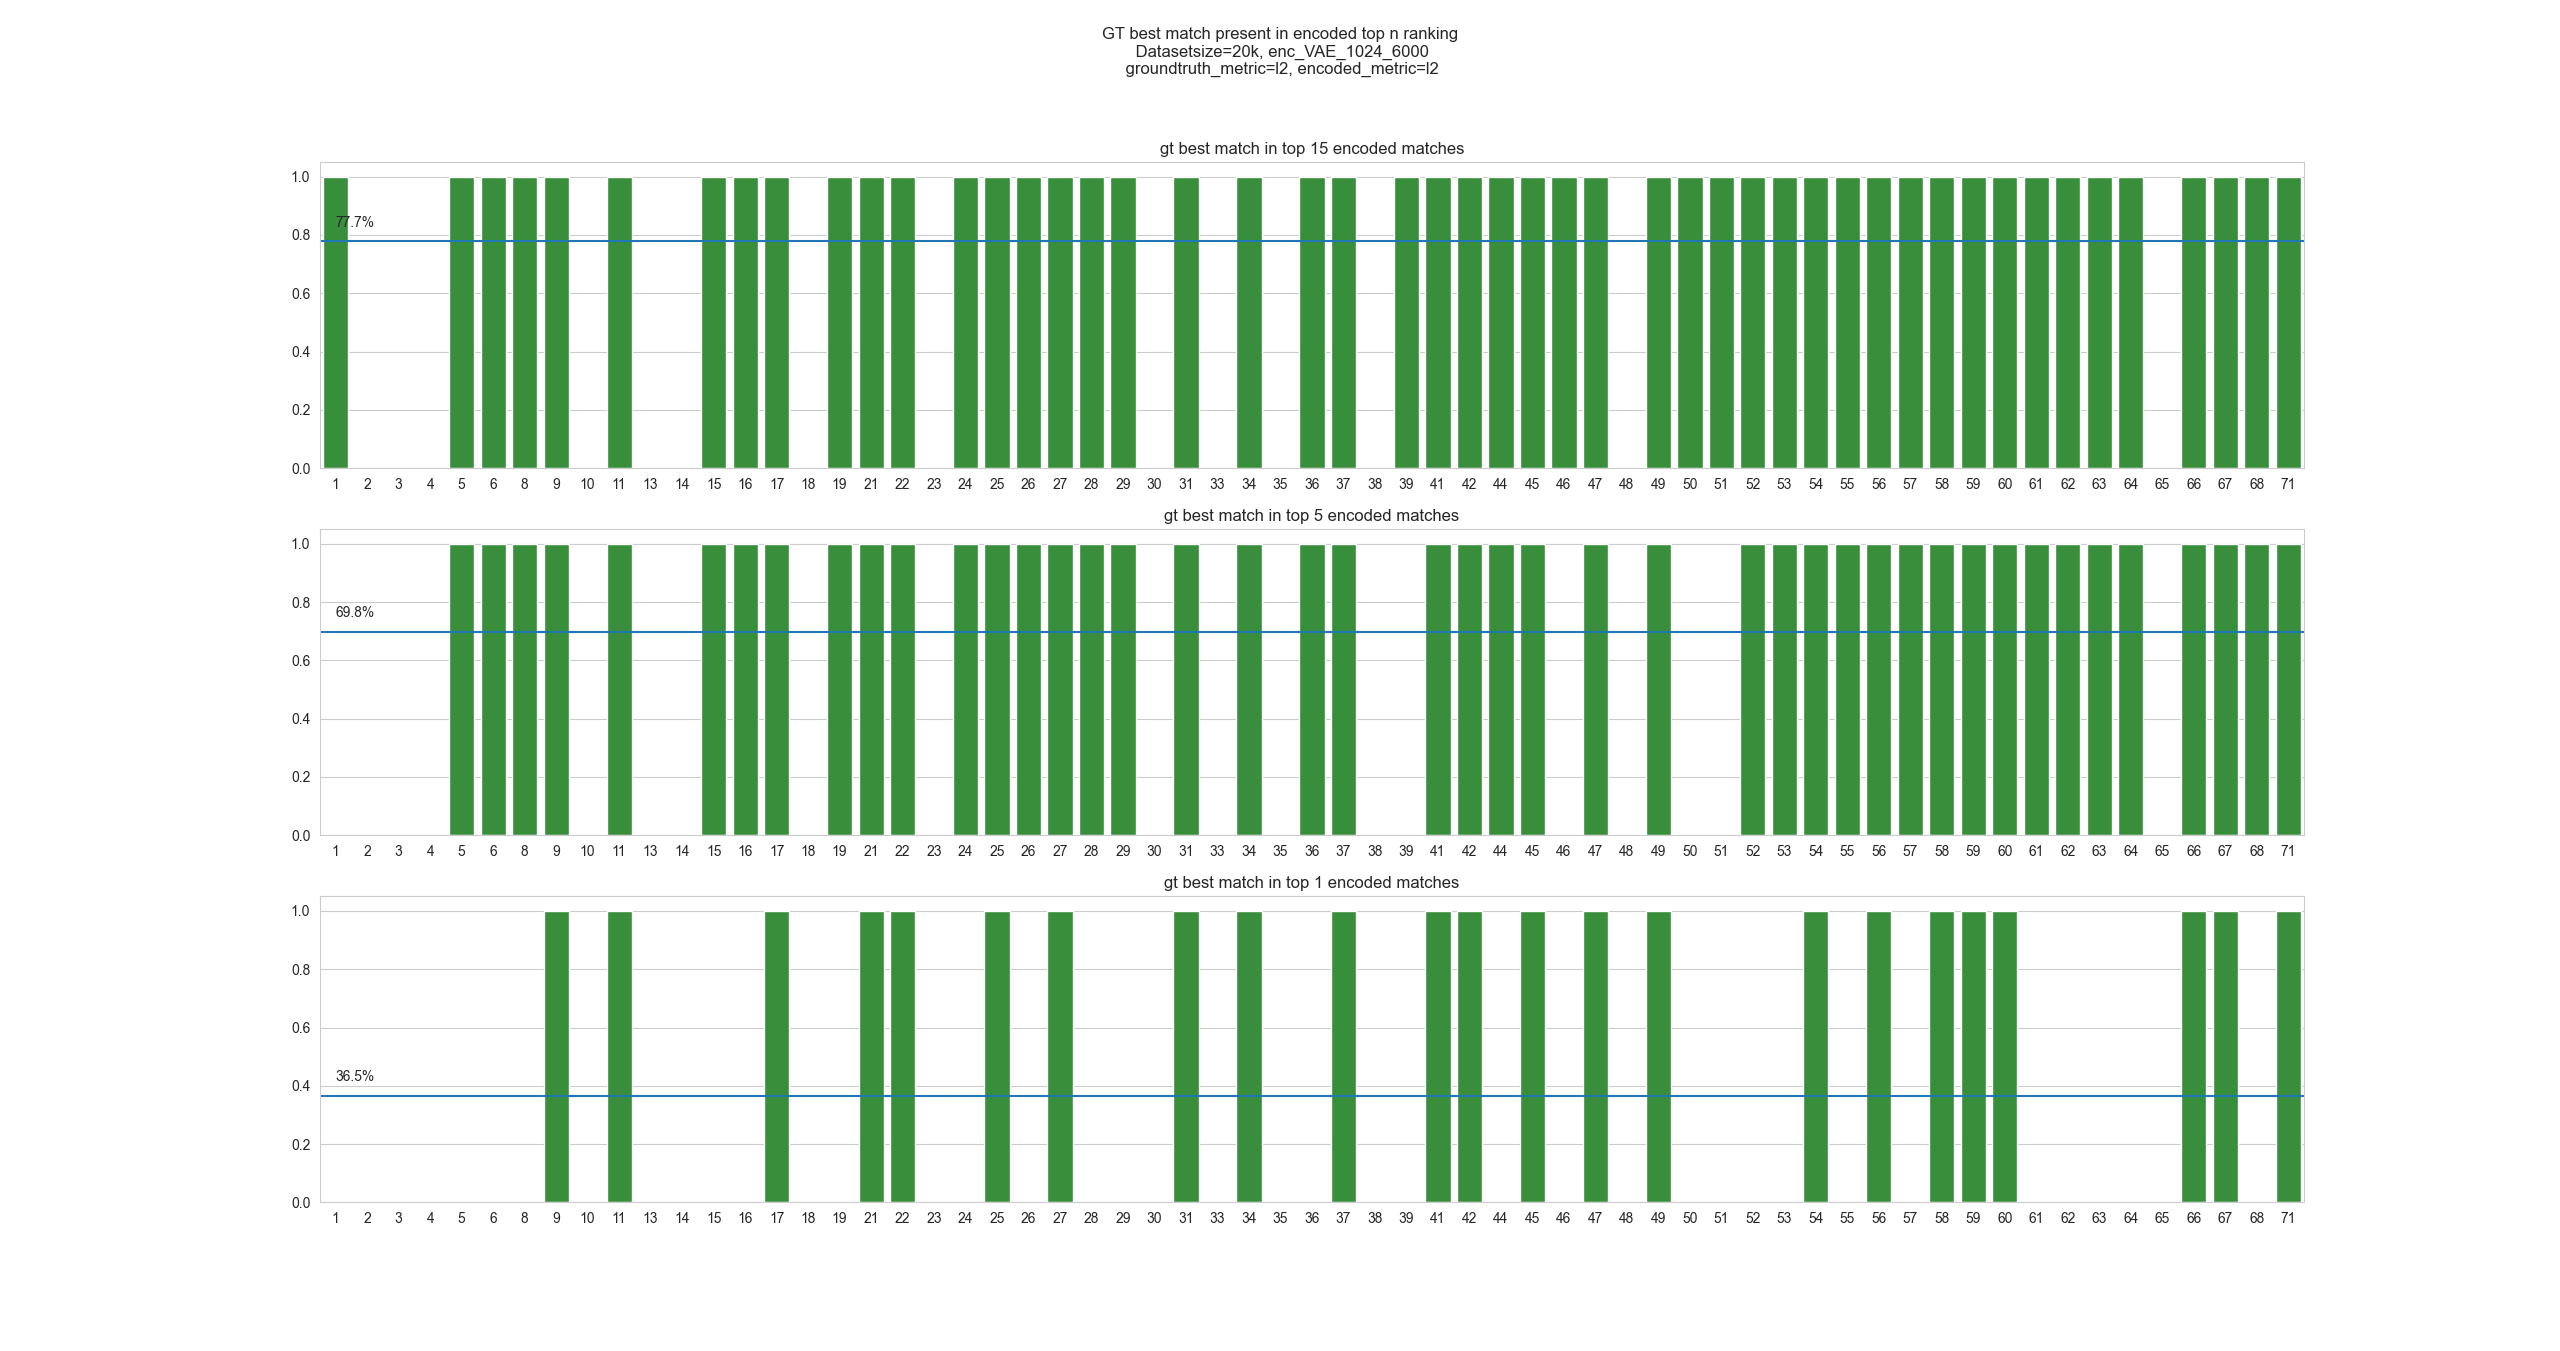 GT best match present in encoded top n ranking
Datasetsize=20k, enc_VAE_1024_6000
groundtruth_metric=l2, encoded_metric=l2
gt best match in top 15 encoded matches
1.0
77.7%
0.8
0.6
0.4
0.2
0.0
1 2 3 4 5 6 8 9 10 11 13 14 15 16 17 18 19 21 22 23 24 25 26 27 28 29 30 31 33 34 35 36 37 38 39 41 42 44 45 46 47 48 49 50 51 52 53 54 55 56 57 58 59 60 61 62 63 64 65 66 67 68 71
gt best match in top 5 encoded matches
1.0
0.8
69.8%
0.6
0.4
0.2
0.0
1 2 3 4 5 6 8 9 10 11 13 14 15 16 17 18 19 21 22 23 24 25 26 27 28 29 30 31 33 34 35 36 37 38 39 41 42 44 45 46 47 48 49 50 51 52 53 54 55 56 57 58 59 60 61 62 63 64 65 66 67 68 71
gt best match in top 1 encoded matches
1.0
0.8
0.6
36.5%
0.4
0.2
0.0
1 2 3 4 5 6 8 9 10 11 13 14 15 16 17 18 19 21 22 23 24 25 26 27 28 29 30 31 33 34 35 36 37 38 39 41 42 44 45 46 47 48 49 50 51 52 53 54 55 56 57 58 59 60 61 62 63 64 65 66 67 68 71